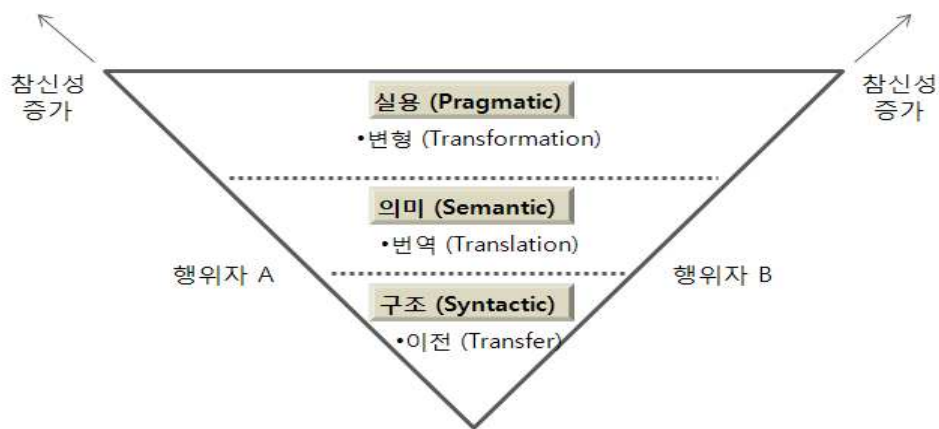 참신성
증가
참신성
증가
실용 (Pragmatic)
•변형 (Transformation)
의미 (Semantic)
•번역 (Translation)
행위자 A
행위자 B
구조 (Syntactic)
•이전 (Transfer)